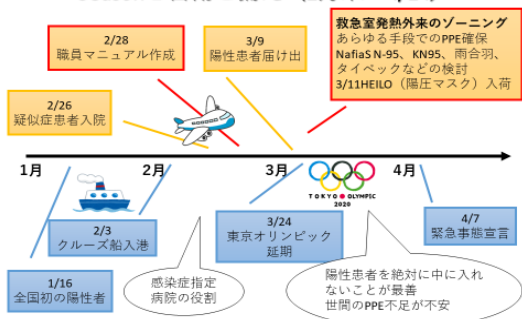 救急室発熱外来のゾーニング
あらゆる手段でのPPE確保
NafiaS N-95、KN95、雨合羽、
タイベックなどの検討
3/11HEILO（陽圧マスク）入荷
2/28
職員マニュアル作成
3/9
陽性患者届け出
2/26
疑似症患者入院
1月
2月
3月
4月
TOKYO OLYMPIC
2020
2/3
クルーズ船入港
1/16
全国初の陽性者
3/24
東京オリンピック
延期
4/7
緊急事態宣言
感染症指定
病院の役割
陽性患者を絶対に中に入れ
ないことが最善
世間のPPE不足が不安